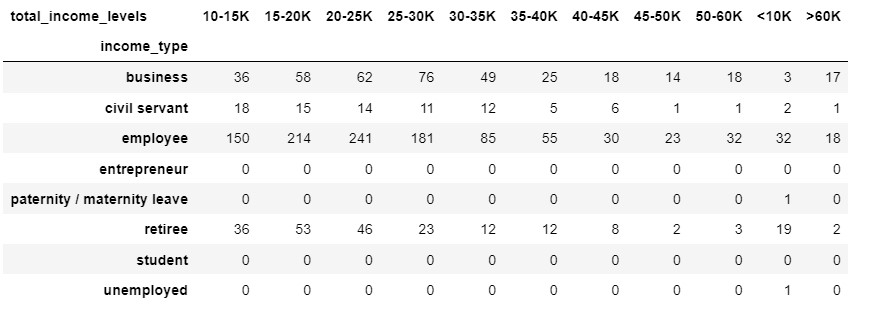 total_income_levels 10-15K 15-20K 20-25K 25-30K 30-35K 35-40K 40-45K 45-50K 50-60K <10K >60K
income_type
business 36 58 62 76 49 25 18 14 18 3 17
civil servant 18 15 14 11 12 5 6 1 1 2 1
employee 150 214 241 181 85 55 30 23 32 32 18
entrepreneur 0 0 0 0 0 0 0 0 0 0 0
paternity / maternity leave 0 0 0 0 0 0 0 0 0 1 0
retiree 36 53 46 23 12 12 8 2 3 19 2
student 0 0 0 0 0 0 0 0 0 0 0
unemployed 0 0 0 0 0 0 0 0 0 1 0